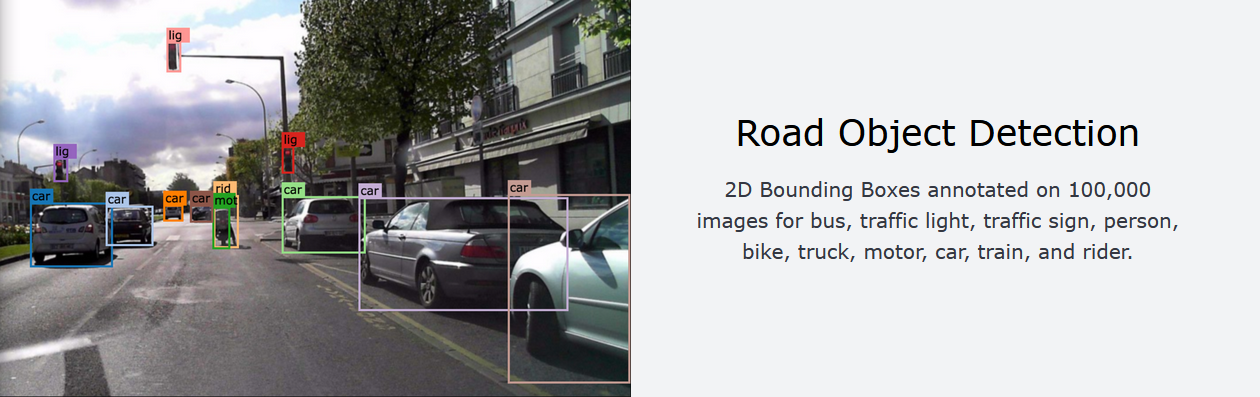 lig
lig
lig
rid
car
car
car
car
mot
car
car
car
Road Object Detection
2D Bounding Boxes annotated on 100,000
images for bus, traffic light, traffic sign, person,
bike, truck, motor, car, train, and rider.